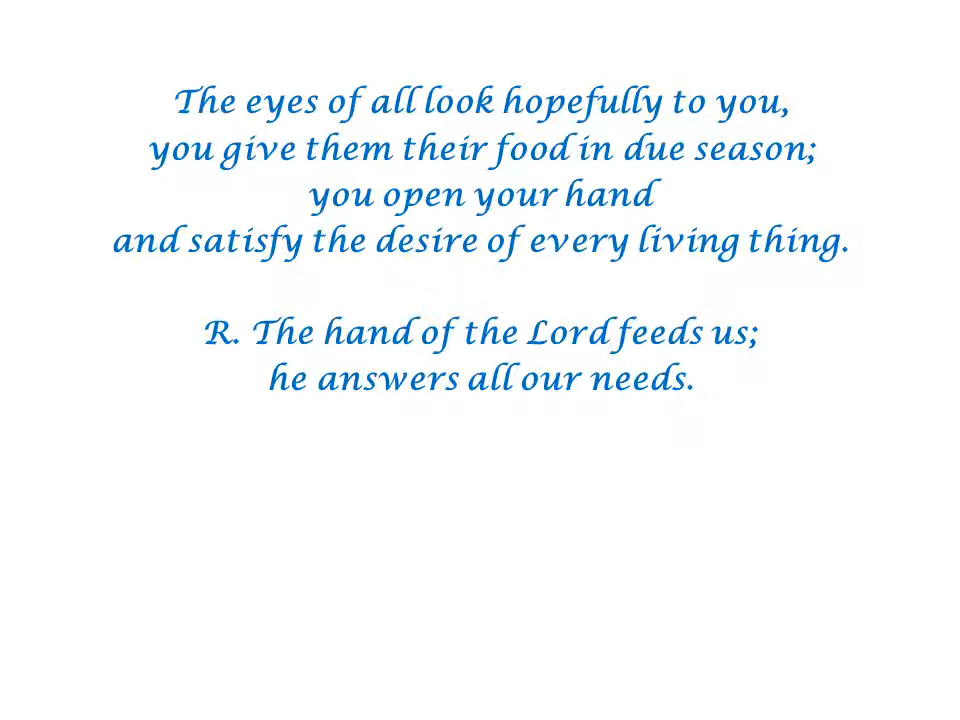 The eyes of all look hopefully to you,
you give them their food in due season;
you open your hand
and satisfy the desire of every living thing.
R. The hand of the Lord feeds us;
he answers all our needs.